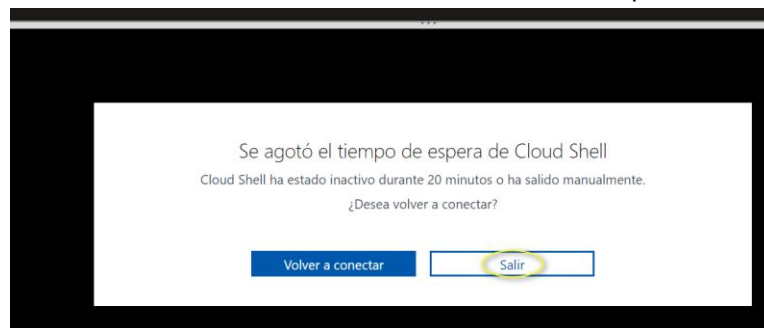 Se agotó el tiempo de espera de Cloud Shell
Cloud Shell ha estado inactivo durante 20 minutos o ha salido manualmente.
¿Desea volver a conectar?
Volver a conectar
Salir